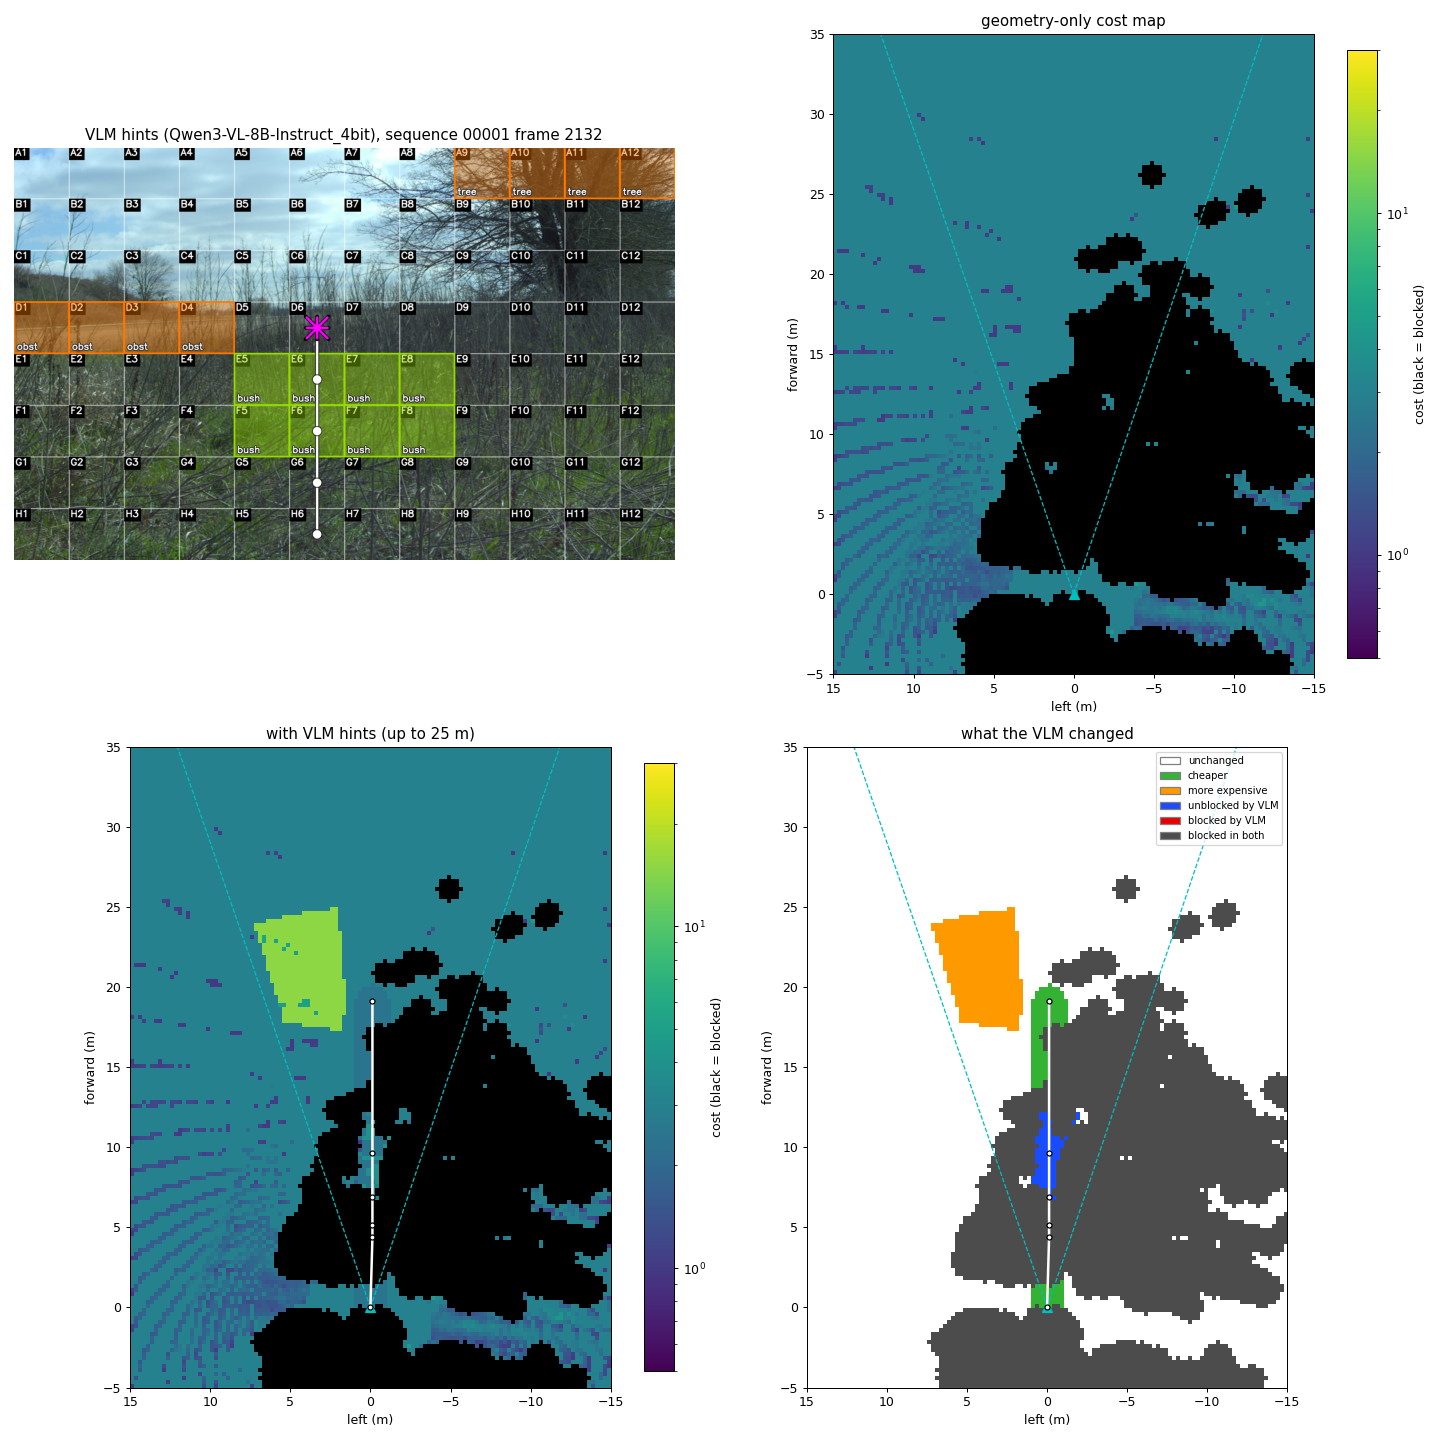 VLM hints (Qwen3-VL-8B-Instruct_4bit), sequence 00001 frame 2132
A1 A2 A3 A4 A5 A6 A7 A8 A9 A10 A11 A12
tree tree tree tree
B1 B2 B3 B4 B5 B6 B7 B8 B9 B10 B11 B12
C1 C2 C3 C4 C5 C6 C7 C8 C9 C10 C11 C12
D1 D2 D3 D4 D5 D6 D7 D8 D9 D10 D11 D12
obst obst obst obst
E1 E2 E3 E4 E5 E6 E7 E8 E9 E10 E11 E12
bush bush bush bush
F1 F2 F3 F4 F5 F6 F7 F8 F9 F10 F11 F12
bush bush bush bush
G1 G2 G3 G4 G5 G6 G7 G8 G9 G10 G11 G12
H1 H2 H3 H4 H5 H6 H7 H8 H9 H10 H11 H12
geometry-only cost map
35
30
25
20
15
10
5
0
−5
forward (m)
15 10 5 0 −5 −10 −15
left (m)
10^1
10^0
cost (black = blocked)
with VLM hints (up to 25 m)
35
30
25
20
15
10
5
0
−5
forward (m)
15 10 5 0 −5 −10 −15
left (m)
10^1
10^0
cost (black = blocked)
what the VLM changed
unchanged
cheaper
more expensive
unblocked by VLM
blocked by VLM
blocked in both
35
30
25
20
15
10
5
0
−5
forward (m)
15 10 5 0 −5 −10 −15
left (m)